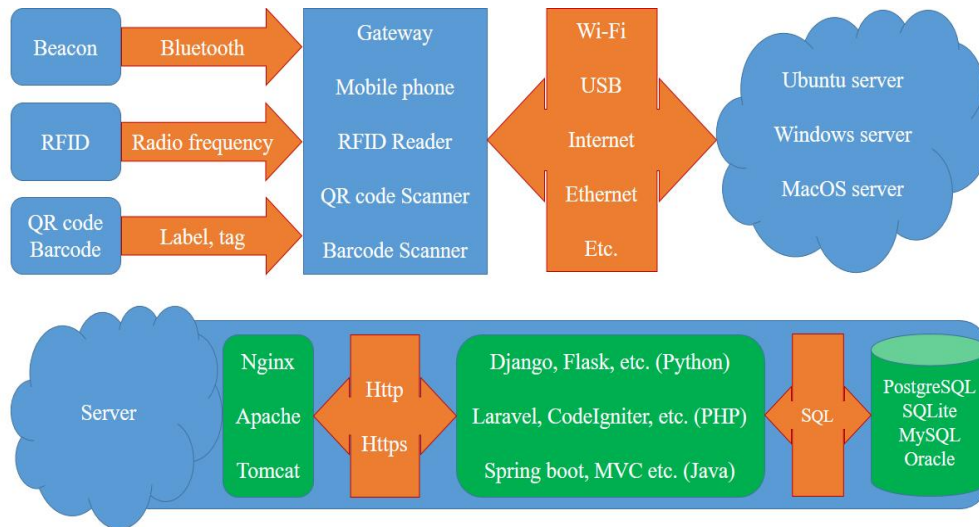 Beacon
Bluetooth
RFID
Radio frequency
QR code
Barcode
Label, tag
Gateway
Mobile phone
RFID Reader
QR code Scanner
Barcode Scanner
Wi-Fi
USB
Internet
Ethernet
Etc.
Ubuntu server
Windows server
MacOS server
Server
Nginx
Apache
Tomcat
Http
Https
Django, Flask, etc. (Python)
Laravel, CodeIgniter, etc. (PHP)
Spring boot, MVC etc. (Java)
SQL
PostgreSQL
SQLite
MySQL
Oracle